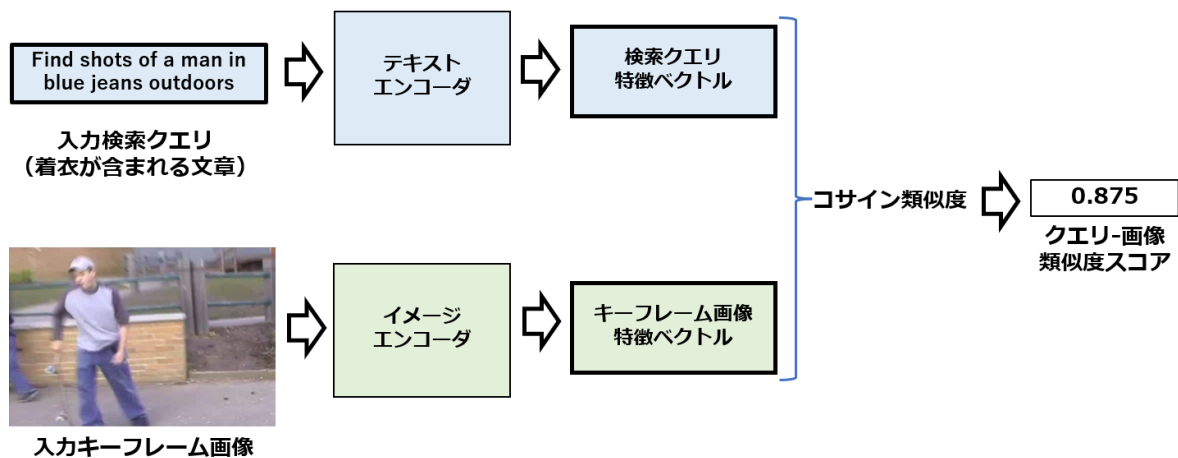 Find shots of a man in
blue jeans outdoors
テキスト
エンコーダ
検索クエリ
特徴ベクトル
入力検索クエリ
（着衣が含まれる文章）
コサイン類似度
0.875
クエリ-画像
類似度スコア
イメージ
エンコーダ
キーフレーム画像
特徴ベクトル
入力キーフレーム画像